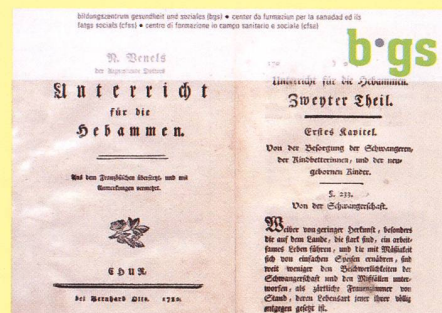 bildungszentrum gesundheit und soziales (bgs) • center da furmaziun per la sanadad ed ils
fatgs socials (cfss) • centro di formazione in campo sanitario e sociale (cfss)
b·gs
N. Venels
Unterricht
für die
Hebammen.
Aus dem Französischen übersetzt, und mit
Anmerkungen vermehrt.
CHUR,
bei Bernhard Otto.
Unterricht für die Hebammen.
Zweyter Theil.
Erstes Kapitel.
Von der Besorgung der Schwangeren,
der Kindbetterinnen, und der neu-
gebornen Kinder.
§. 233.
Von der Schwangerschaft.
Weiber von geringer Herkunft, besonders
die auf dem Lande, die stark sind, ein arbeit-
sames Leben führen, und die mit Mäßigkeit
sich von einfachen Speisen ernähren, sind
weit weniger den Beschwerlichkeiten der
Schwangerschaft und den Mißfällen unter-
worfen, als zärtliche Frauenzimmer von
Stand, deren Lebensart jener ihrer völlig
entgegen gesetzt ist.